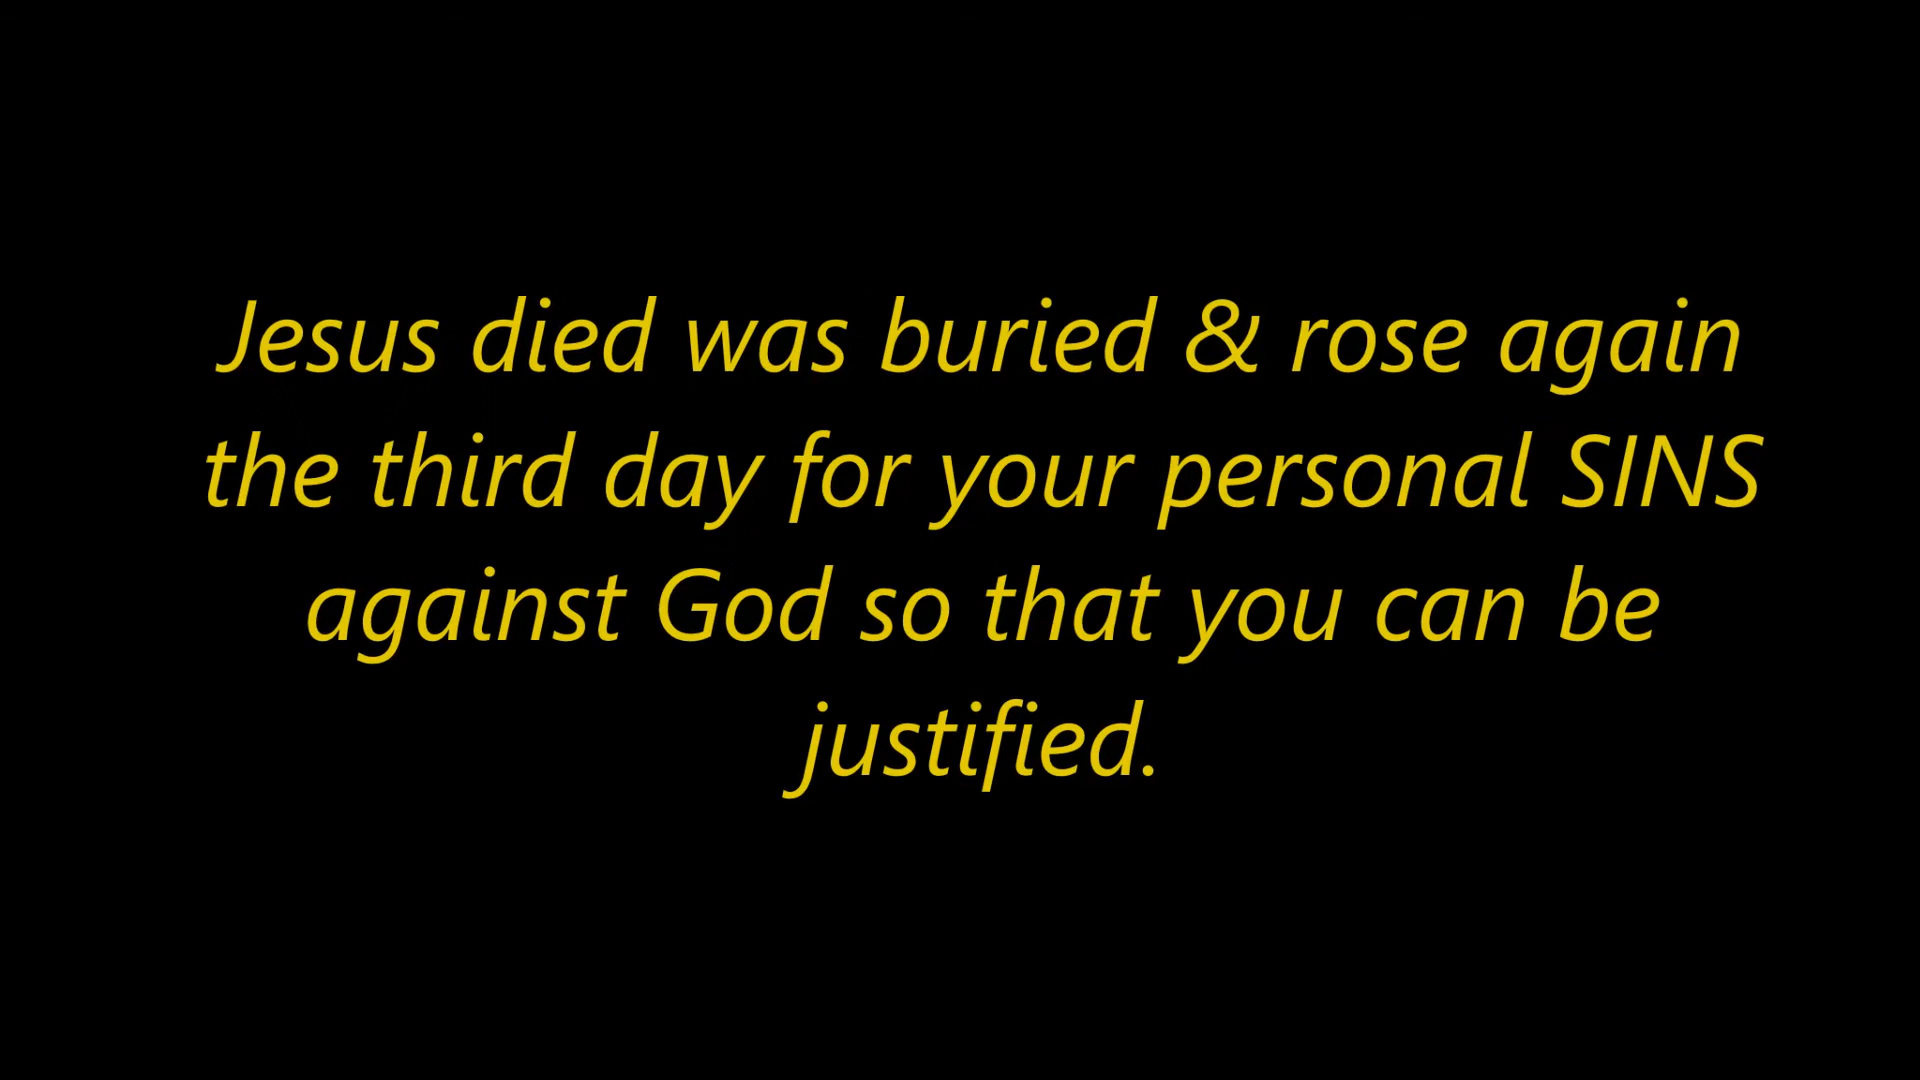 Jesus died was buried & rose again
the third day for your personal SINS
against God so that you can be
justified.